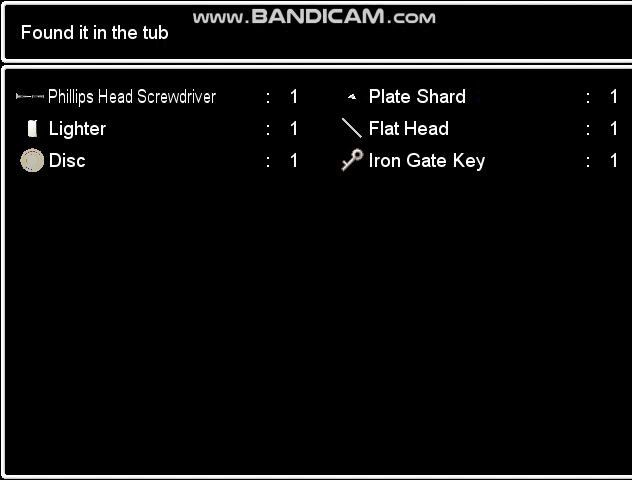 www.BANDICAM.com
Found it in the tub
Phillips Head Screwdriver : 1 Plate Shard : 1
Lighter : 1 Flat Head : 1
Disc : 1 Iron Gate Key : 1